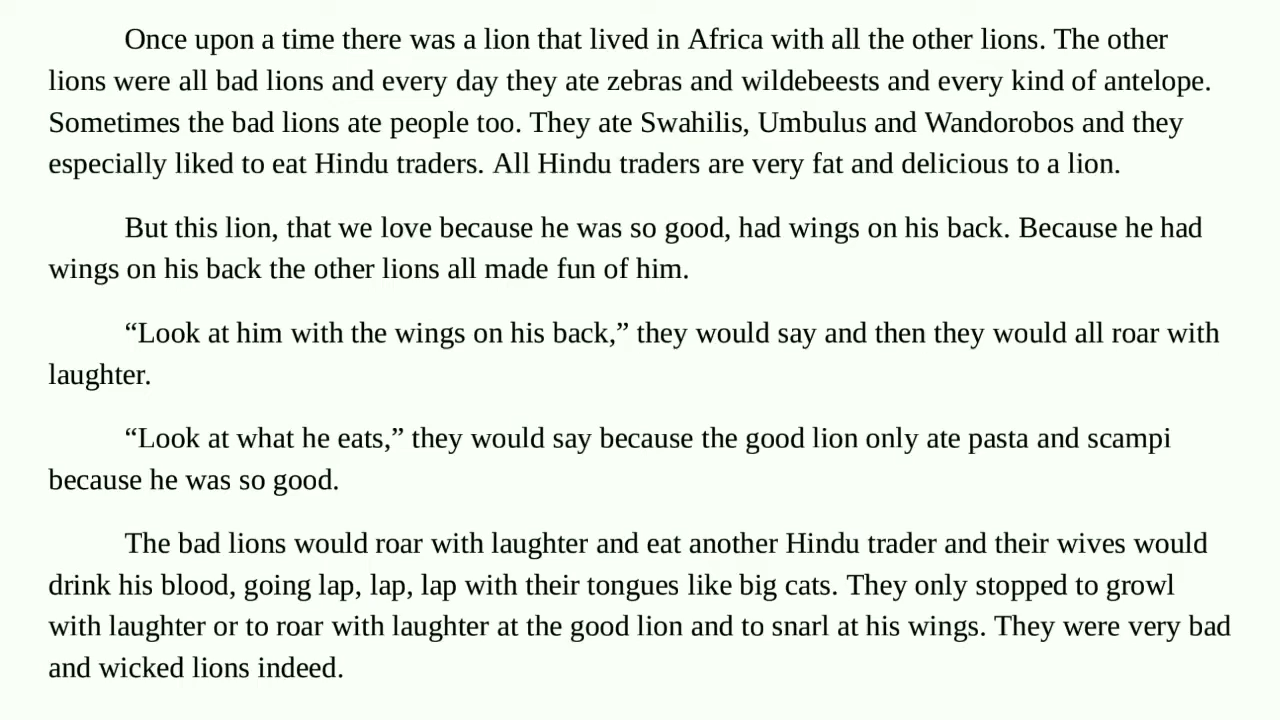 Once upon a time there was a lion that lived in Africa with all the other lions. The other
lions were all bad lions and every day they ate zebras and wildebeests and every kind of antelope.
Sometimes the bad lions ate people too. They ate Swahilis, Umbulus and Wandorobos and they
especially liked to eat Hindu traders. All Hindu traders are very fat and delicious to a lion.
But this lion, that we love because he was so good, had wings on his back. Because he had
wings on his back the other lions all made fun of him.
“Look at him with the wings on his back,” they would say and then they would all roar with
laughter.
“Look at what he eats,” they would say because the good lion only ate pasta and scampi
because he was so good.
The bad lions would roar with laughter and eat another Hindu trader and their wives would
drink his blood, going lap, lap, lap with their tongues like big cats. They only stopped to growl
with laughter or to roar with laughter at the good lion and to snarl at his wings. They were very bad
and wicked lions indeed.